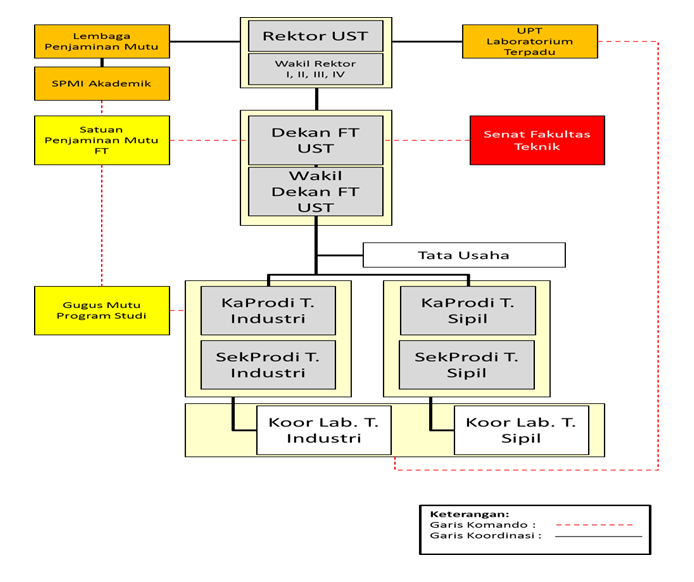 Lembaga
Penjaminan Mutu
Rektor UST
Wakil Rektor
I, II, III, IV
UPT
Laboratorium
Terpadu
SPMI Akademik
Satuan
Penjaminan Mutu
FT
Dekan FT
UST
Wakil
Dekan FT
UST
Senat Fakultas
Teknik
Tata Usaha
Gugus Mutu
Program Studi
KaProdi T.
Industri
SekProdi T.
Industri
KaProdi T.
Sipil
SekProdi T.
Sipil
Koor Lab. T.
Industri
Koor Lab. T.
Sipil
Keterangan:
Garis Komando :
Garis Koordinasi :